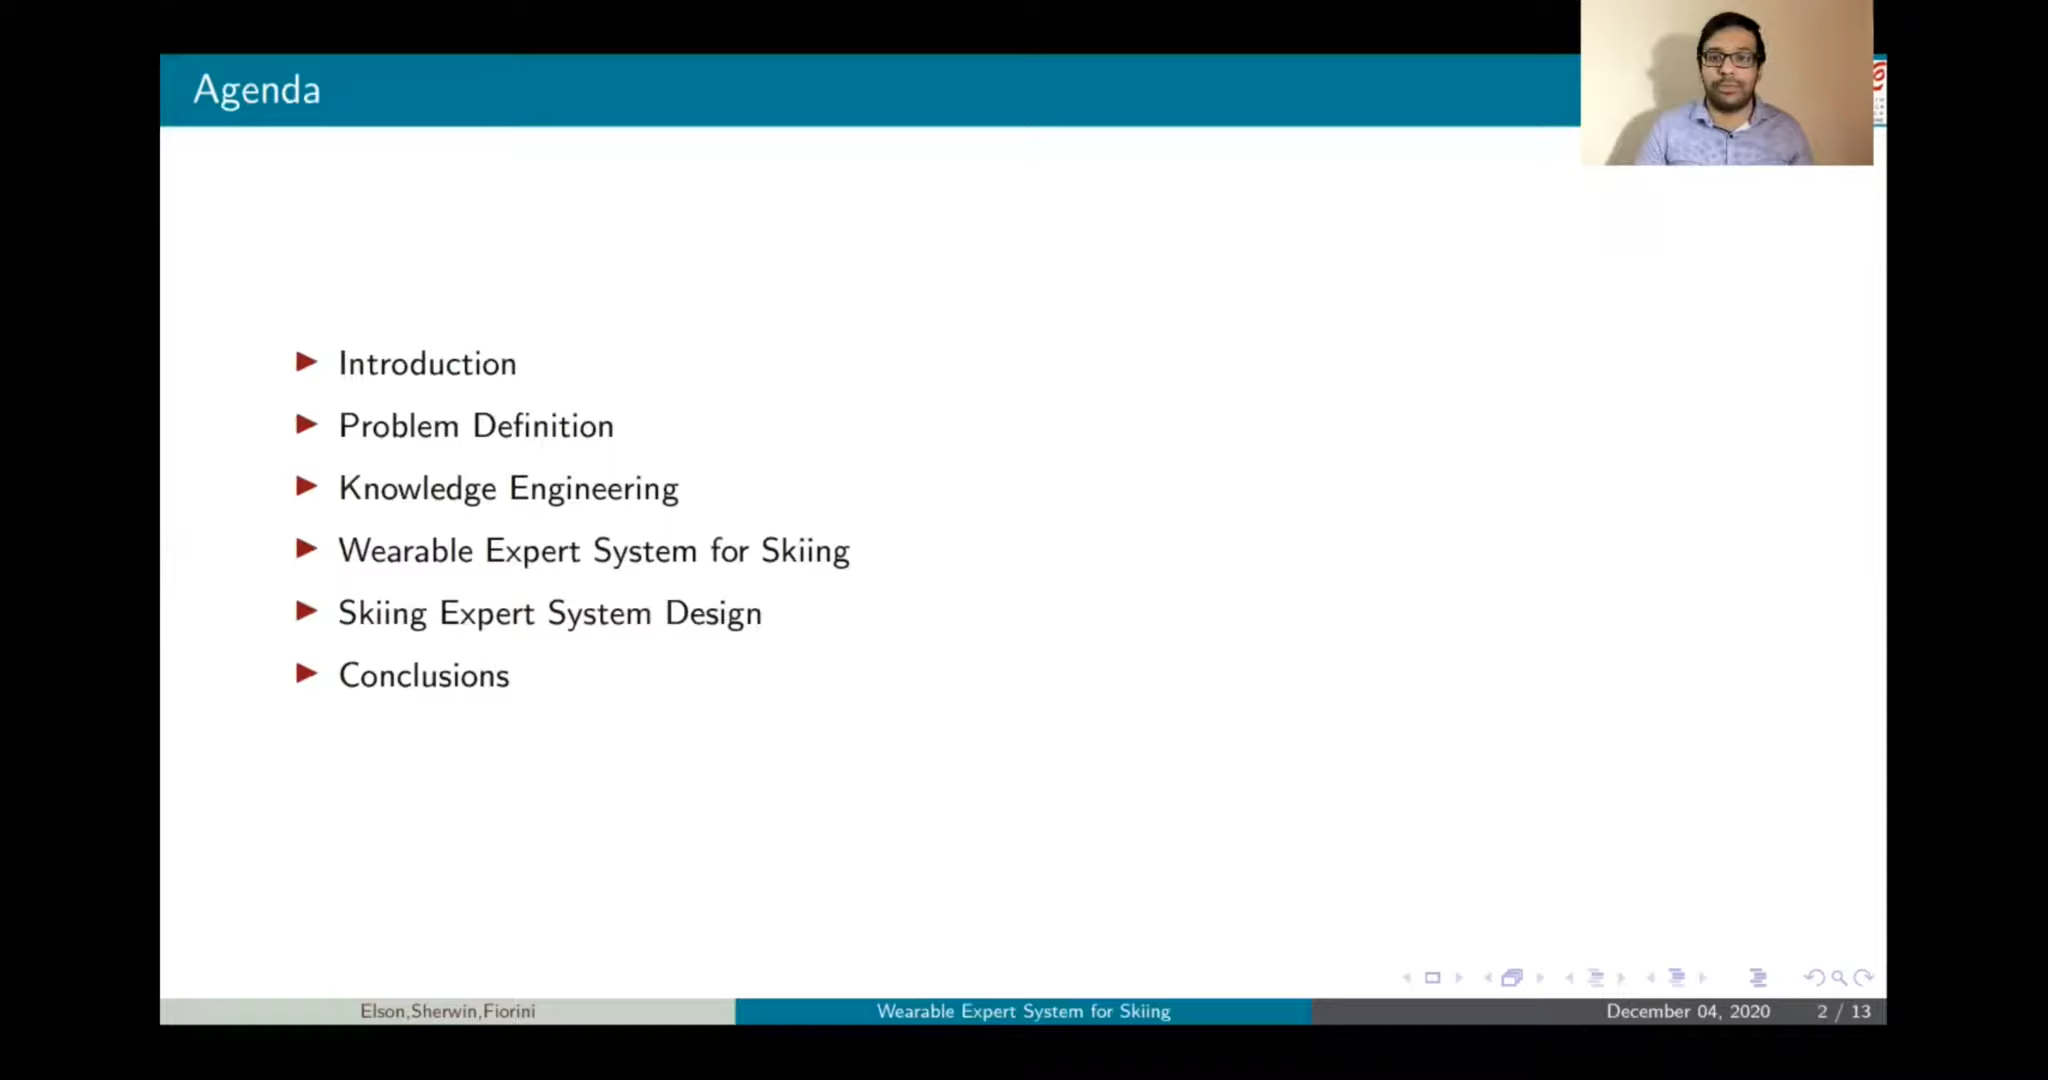 Agenda
Introduction
Problem Definition
Knowledge Engineering
Wearable Expert System for Skiing
Skiing Expert System Design
Conclusions
Elson,Sherwin,Fiorini
Wearable Expert System for Skiing
December 04, 2020
2 / 13